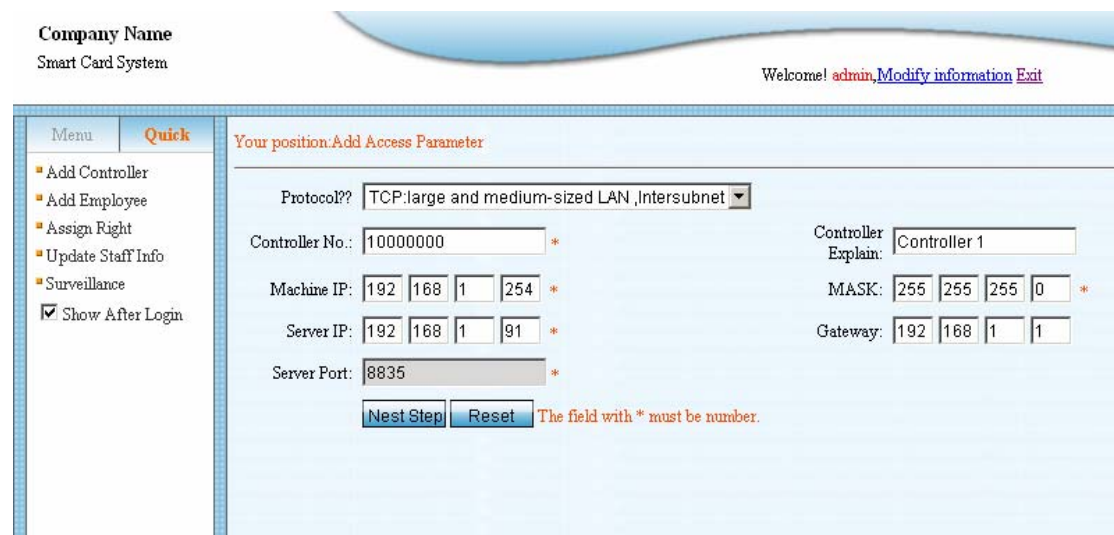 Company Name
Smart Card System
Welcome! admin,Modify information Exit
Menu Quick
Your position:Add Access Parameter
Add Controller
Add Employee
Assign Right
Update Staff Info
Surveillance
Show After Login
Protocol?? TCP:large and medium-sized LAN ,Intersubnet
Controller No.: 10000000 * Controller Explain: Controller 1
Machine IP: 192 168 1 254 * MASK: 255 255 255 0 *
Server IP: 192 168 1 91 * Gateway: 192 168 1 1
Server Port: 8835 *
Nest Step Reset The field with * must be number.